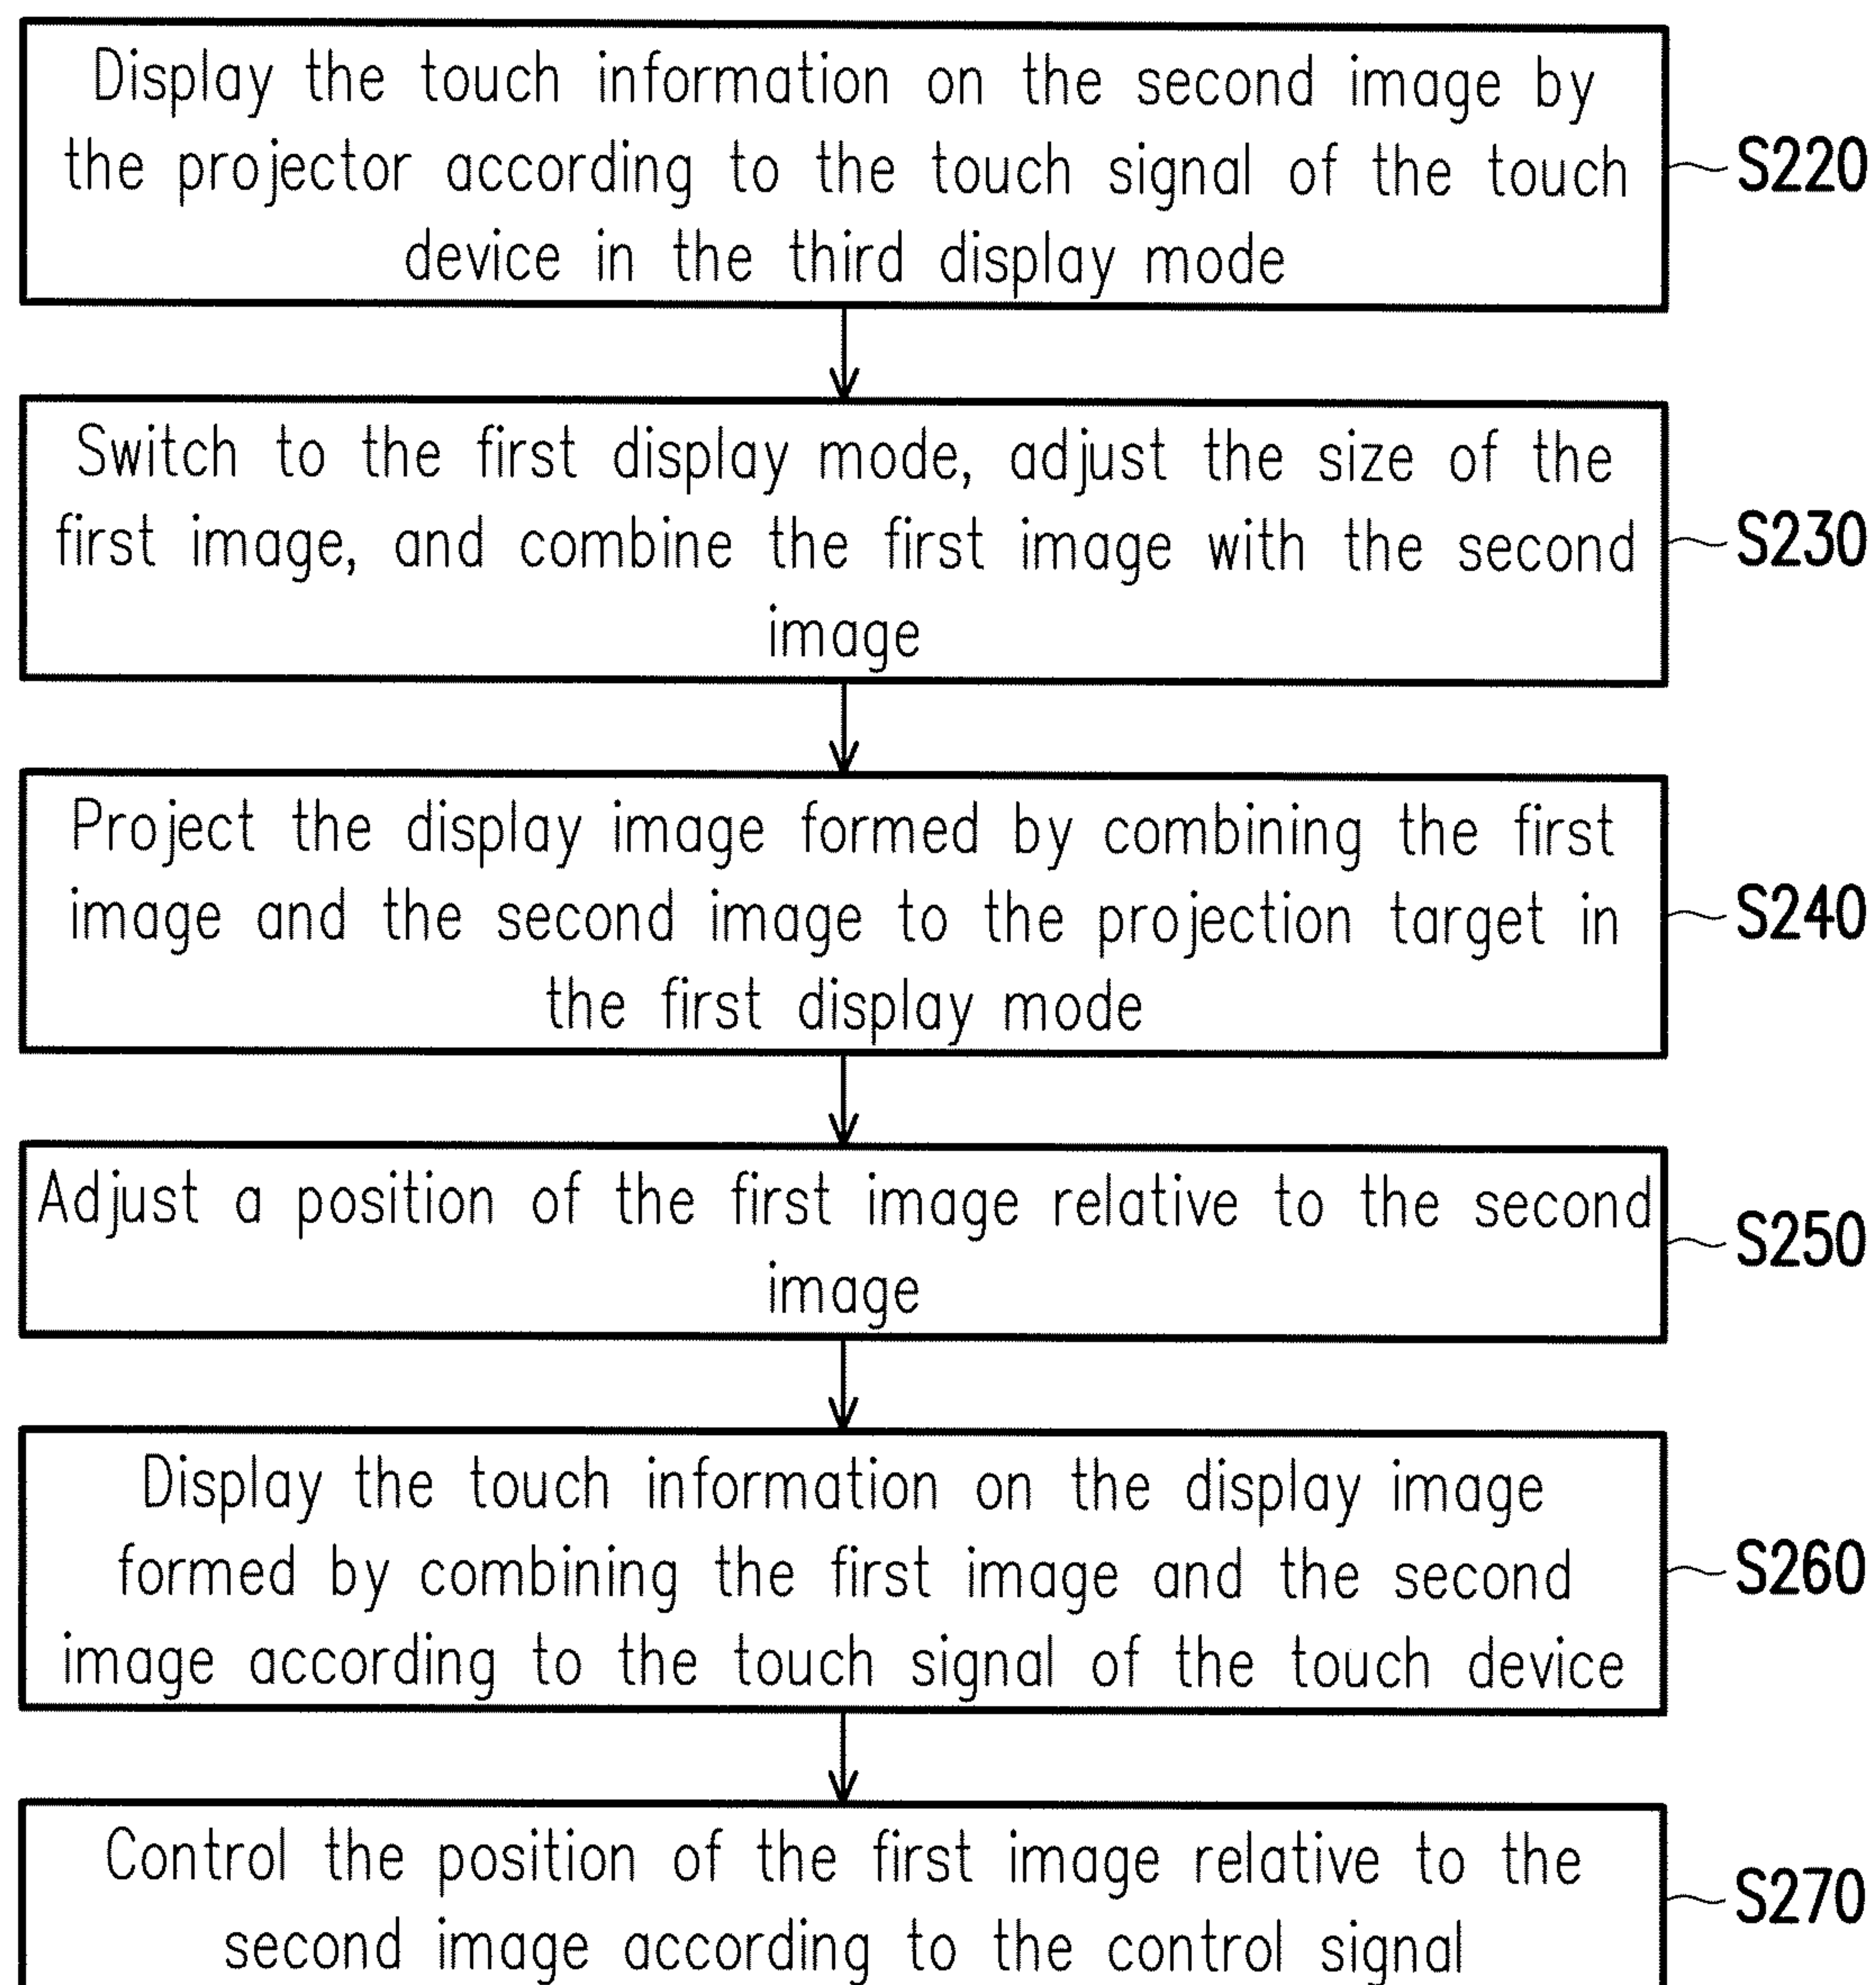 Display the touch information on the second image by
the projector according to the touch signal of the touch
device in the third display mode
S220
Switch to the first display mode, adjust the size of the
first image, and combine the first image with the second
image
S230
Project the display image formed by combining the first
image and the second image to the projection target in
the first display mode
S240
Adjust a position of the first image relative to the second
image
S250
Display the touch information on the display image
formed by combining the first image and the second
image according to the touch signal of the touch device
S260
Control the position of the first image relative to the
second image according to the control signal
S270